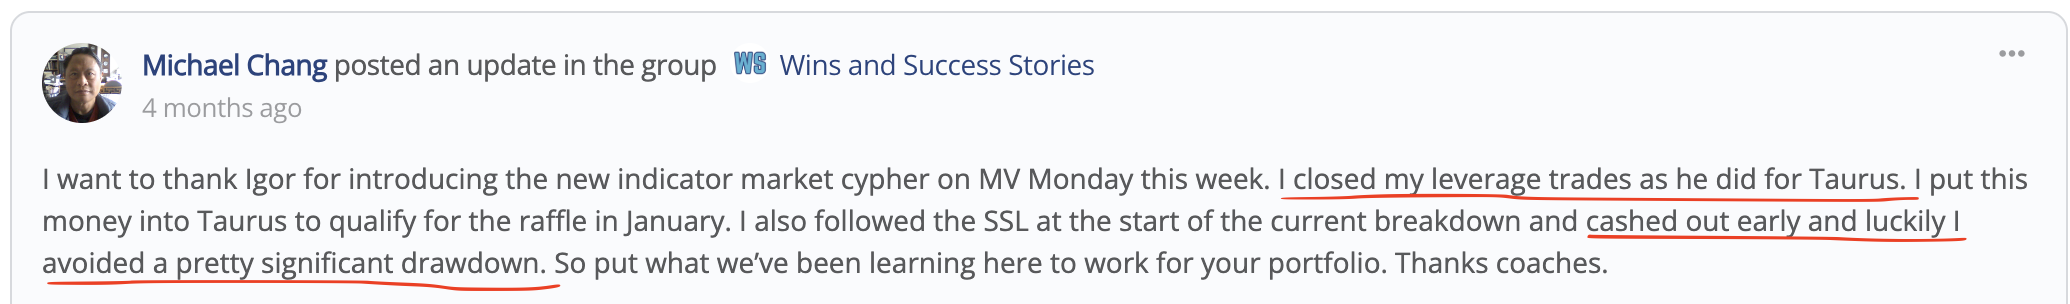 Michael Chang posted an update in the group WS Wins and Success Stories
4 months ago
I want to thank Igor for introducing the new indicator market cypher on MV Monday this week. I closed my leverage trades as he did for Taurus. I put this
money into Taurus to qualify for the raffle in January. I also followed the SSL at the start of the current breakdown and cashed out early and luckily I
avoided a pretty significant drawdown. So put what we’ve been learning here to work for your portfolio. Thanks coaches.